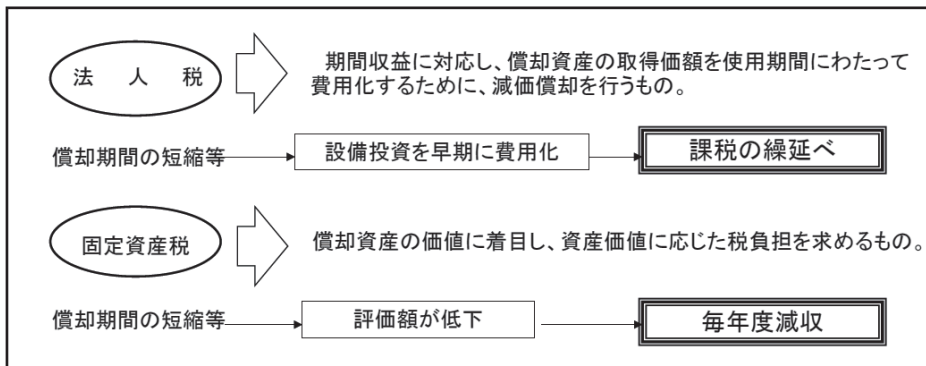 法　人　税
期間収益に対応し、償却資産の取得価額を使用期間にわたって
費用化するために、減価償却を行うもの。
償却期間の短縮等
設備投資を早期に費用化
課税の繰延べ
固定資産税
償却資産の価値に着目し、資産価値に応じた税負担を求めるもの。
償却期間の短縮等
評価額が低下
毎年度減収